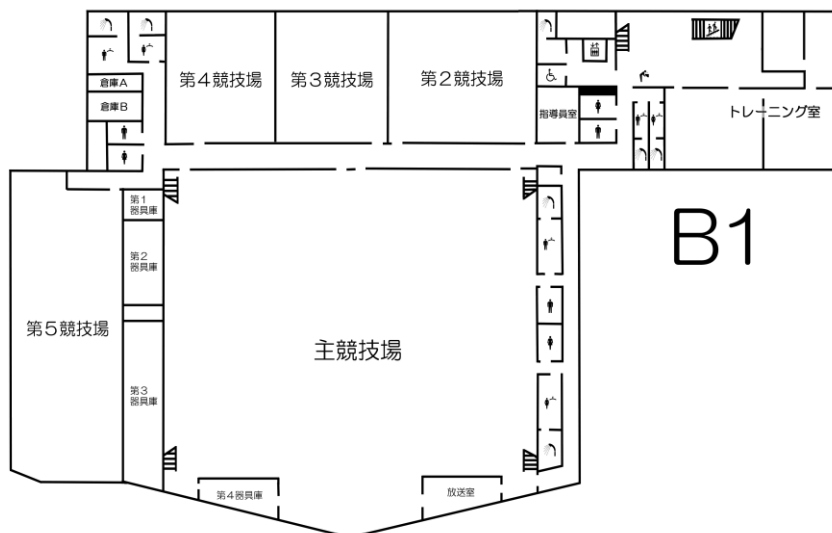 第4競技場
第3競技場
第2競技場
倉庫A
倉庫B
指導員室
トレーニング室
第1
器具庫
B1
第2
器具庫
第5競技場
主競技場
第3
器具庫
第4器具庫
放送室